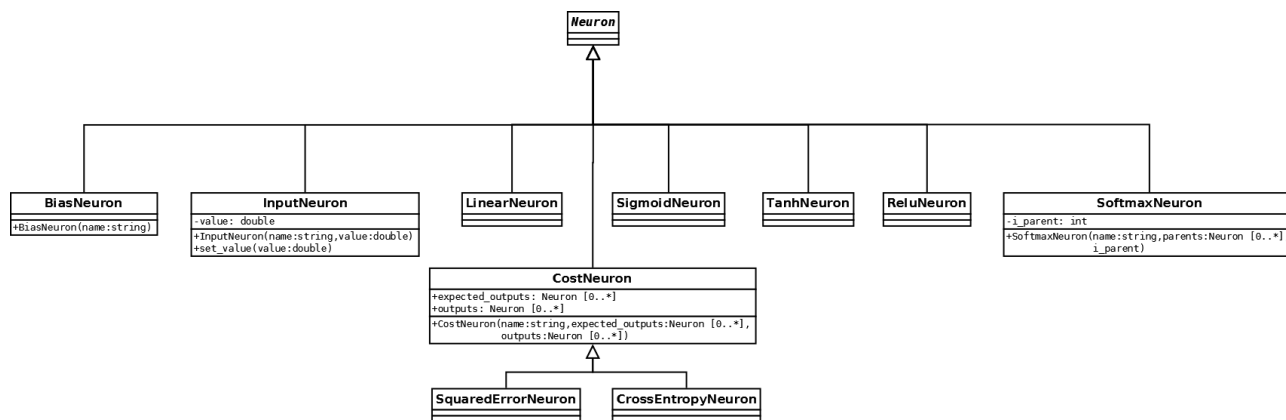 Neuron
BiasNeuron
+BiasNeuron(name:string)
InputNeuron
-value: double
+InputNeuron(name:string,value:double)
+set_value(value:double)
LinearNeuron
SigmoidNeuron
TanhNeuron
ReluNeuron
SoftmaxNeuron
-i_parent: int
+SoftmaxNeuron(name:string,parents:Neuron [0..*]
i_parent)
CostNeuron
+expected_outputs: Neuron [0..*]
+outputs: Neuron [0..*]
+CostNeuron(name:string,expected_outputs:Neuron [0..*],
outputs:Neuron [0..*])
SquaredErrorNeuron
CrossEntropyNeuron